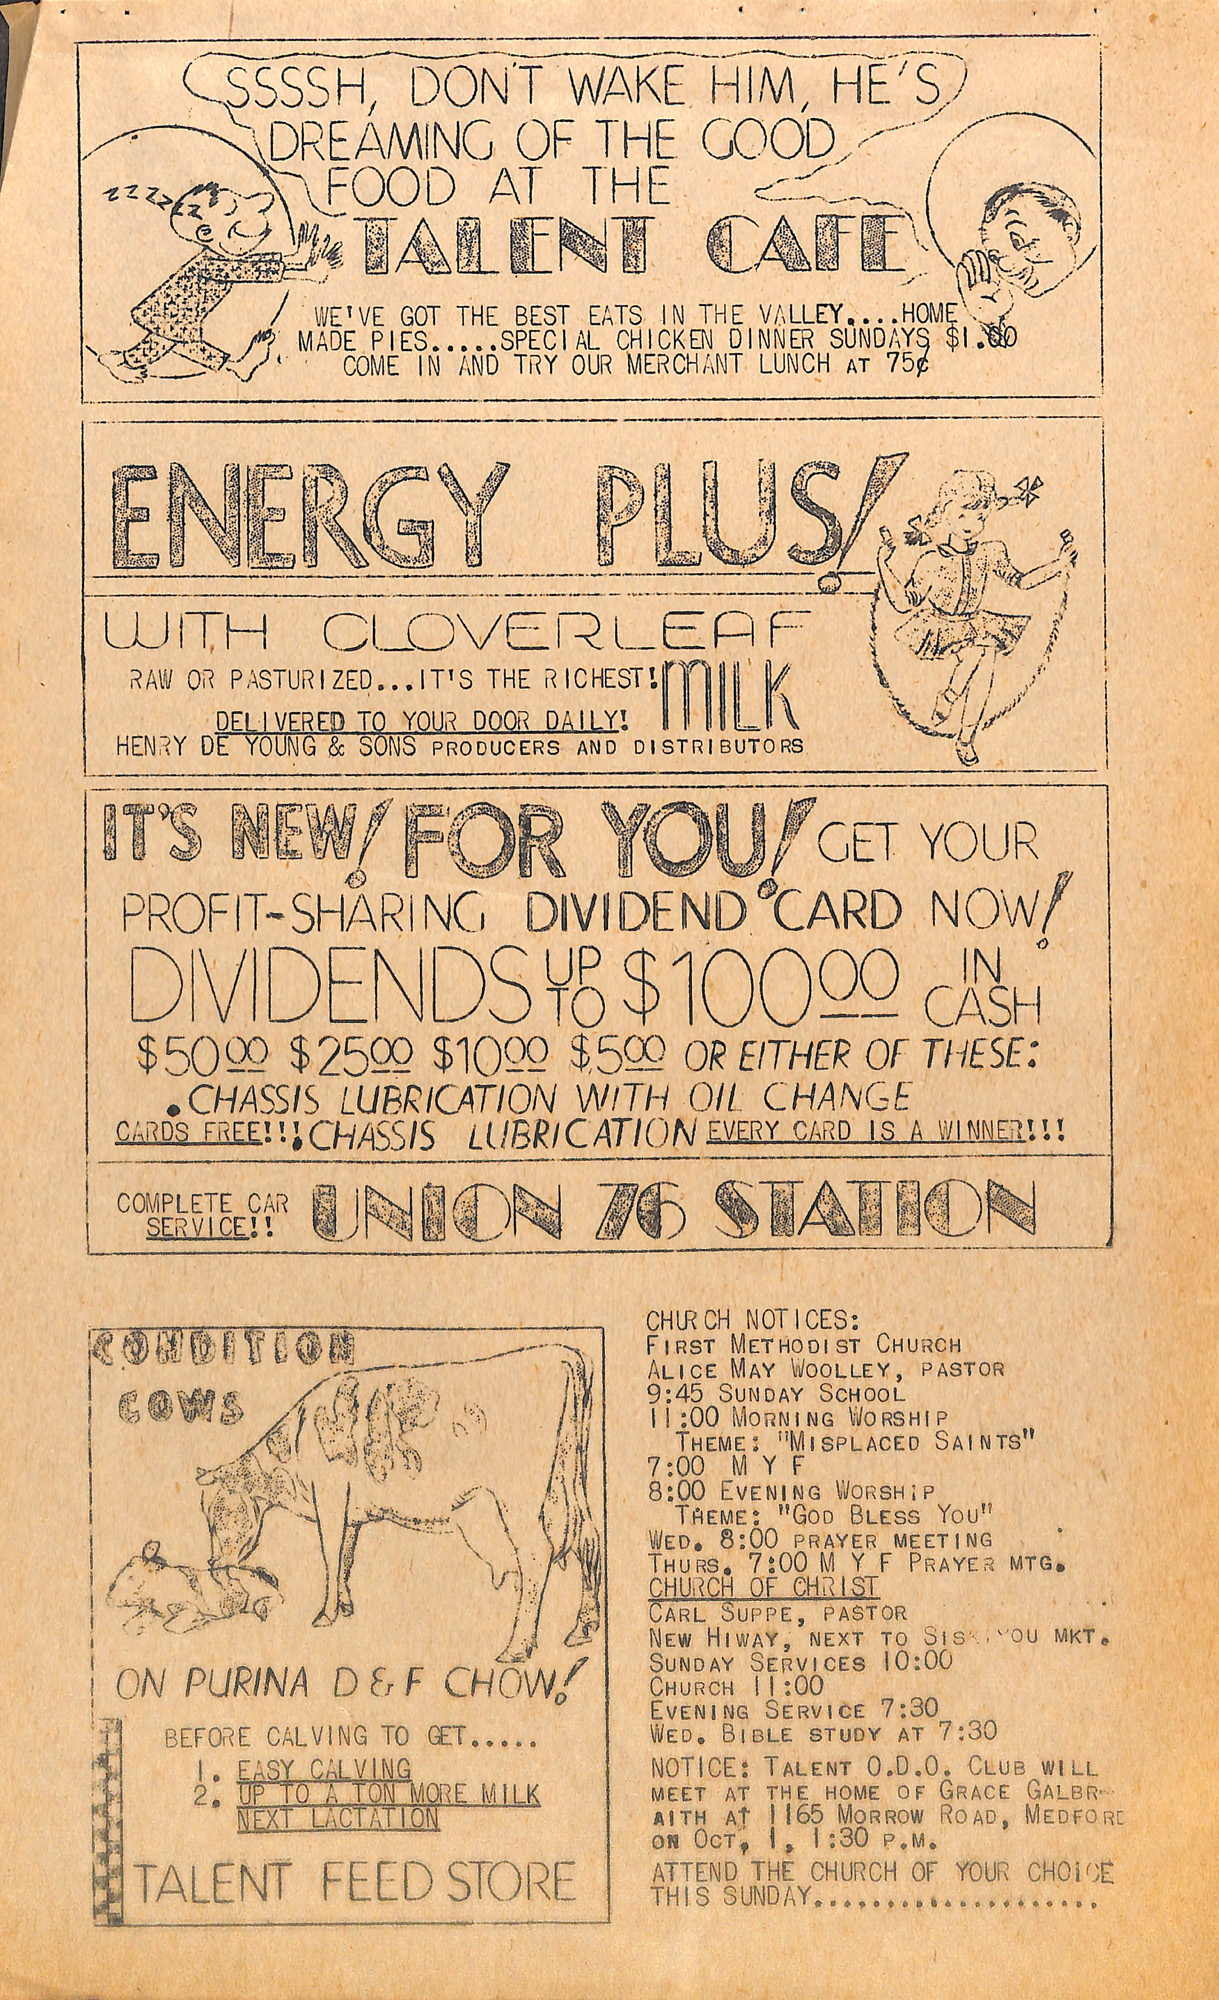 SSSSH, DON'T WAKE HIM, HE'S
DREAMING OF THE GOOD
FOOD AT THE
zzzzzz
TALENT CAFE
WE'VE GOT THE BEST EATS IN THE VALLEY....HOME
MADE PIES.....SPECIAL CHICKEN DINNER SUNDAYS $1.00
COME IN AND TRY OUR MERCHANT LUNCH AT 75¢
ENERGY PLUS!
WITH CLOVERLEAF
RAW OR PASTURIZED...IT'S THE RICHEST! MILK
DELIVERED TO YOUR DOOR DAILY!
HENRY DE YOUNG & SONS PRODUCERS AND DISTRIBUTORS
IT'S NEW! FOR YOU! GET YOUR
PROFIT-SHARING DIVIDEND CARD NOW!
DIVIDENDS UP TO $100.00 IN CASH
$50.00 $25.00 $10.00 $5.00 OR EITHER OF THESE:
.CHASSIS LUBRICATION WITH OIL CHANGE
CARDS FREE!!! .CHASSIS LUBRICATION EVERY CARD IS A WINNER!!!
COMPLETE CAR
SERVICE!! UNION 76 STATION
CONDITION
COWS
ON PURINA D & F CHOW!
BEFORE CALVING TO GET.....
1. EASY CALVING
2. UP TO A TON MORE MILK
NEXT LACTATION
TALENT FEED STORE
CHURCH NOTICES:
FIRST METHODIST CHURCH
ALICE MAY WOOLLEY, PASTOR
9:45 SUNDAY SCHOOL
11:00 MORNING WORSHIP
THEME: "MISPLACED SAINTS"
7:00 M Y F
8:00 EVENING WORSHIP
THEME: "GOD BLESS YOU"
WED. 8:00 PRAYER MEETING
THURS. 7:00 M Y F PRAYER MTG.
CHURCH OF CHRIST
CARL SUPPE, PASTOR
NEW HIWAY, NEXT TO SISKIYOU MKT.
SUNDAY SERVICES 10:00
CHURCH 11:00
EVENING SERVICE 7:30
WED. BIBLE STUDY AT 7:30
NOTICE: TALENT O.D.O. CLUB WILL
MEET AT THE HOME OF GRACE GALBR-
AITH AT 1165 MORROW ROAD, MEDFORD
ON OCT, 1, 1:30 P.M.
ATTEND THE CHURCH OF YOUR CHOICE
THIS SUNDAY.....................